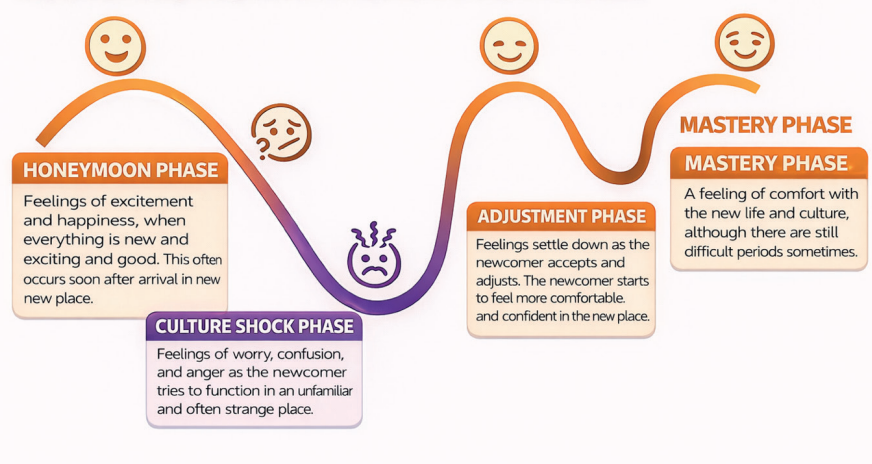 HONEYMOON PHASE
Feelings of excitement
and happiness, when
everything is new and
exciting and good. This often
occurs soon after arrival in new
new place.
CULTURE SHOCK PHASE
Feelings of worry, confusion,
and anger as the newcomer
tries to function in an unfamiliar
and often strange place.
ADJUSTMENT PHASE
Feelings settle down as the
newcomer accepts and
adjusts. The newcomer starts
to feel more comfortable.
and confident in the new place.
MASTERY PHASE
MASTERY PHASE.
A feeling of comfort with
the new life and culture,
although there are still
difficult periods sometimes.